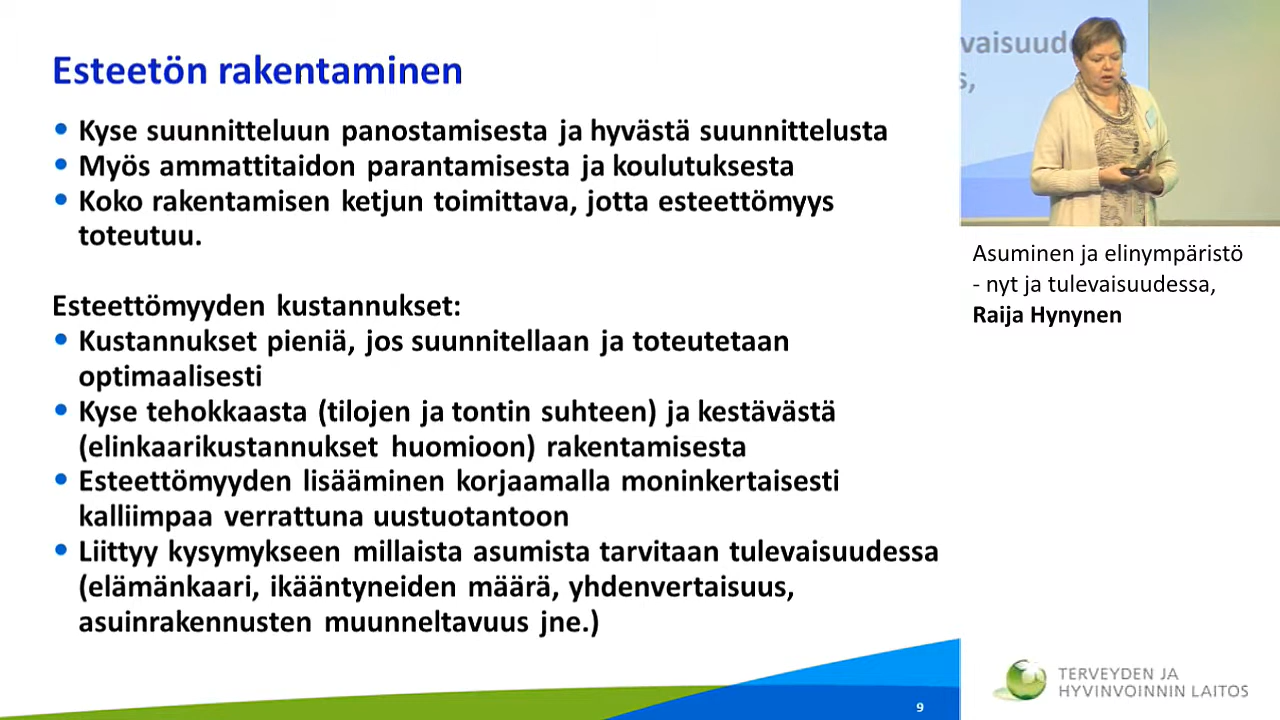 Esteetön rakentaminen
• Kyse suunnitteluun panostamisesta ja hyvästä suunnittelusta
• Myös ammattitaidon parantamisesta ja koulutuksesta
• Koko rakentamisen ketjun toimittava, jotta esteettömyys
toteutuu.
Esteettömyyden kustannukset:
• Kustannukset pieniä, jos suunnitellaan ja toteutetaan
optimaalisesti
• Kyse tehokkaasta (tilojen ja tontin suhteen) ja kestävästä
(elinkaarikustannukset huomioon) rakentamisesta
• Esteettömyyden lisääminen korjaamalla moninkertaisesti
kalliimpaa verrattuna uustuotantoon
• Liittyy kysymykseen millaista asumista tarvitaan tulevaisuudessa
(elämänkaari, ikääntyneiden määrä, yhdenvertaisuus,
asuinrakennusten muunneltavuus jne.)
9
Asuminen ja elinympäristö
- nyt ja tulevaisuudessa,
Raija Hynynen
TERVEYDEN JA
HYVINVOINNIN LAITOS